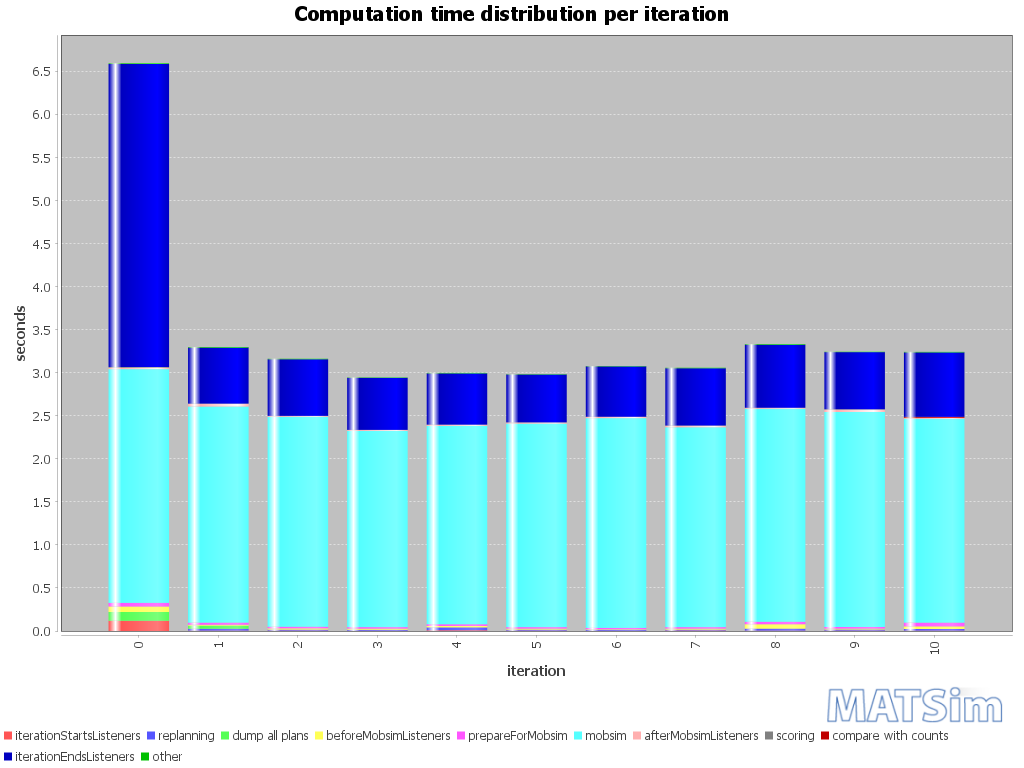 Computation time distribution per iteration
6.5
6.0
5.5
5.0
4.5
4.0
3.5
3.0
2.5
2.0
1.5
1.0
0.5
0.0
seconds
0 1 2 3 4 5 6 7 8 9 10
iteration
MATSim
iterationStartsListeners replanning dump all plans beforeMobsimListeners prepareForMobsim mobsim afterMobsimListeners scoring compare with counts
iterationEndsListeners other